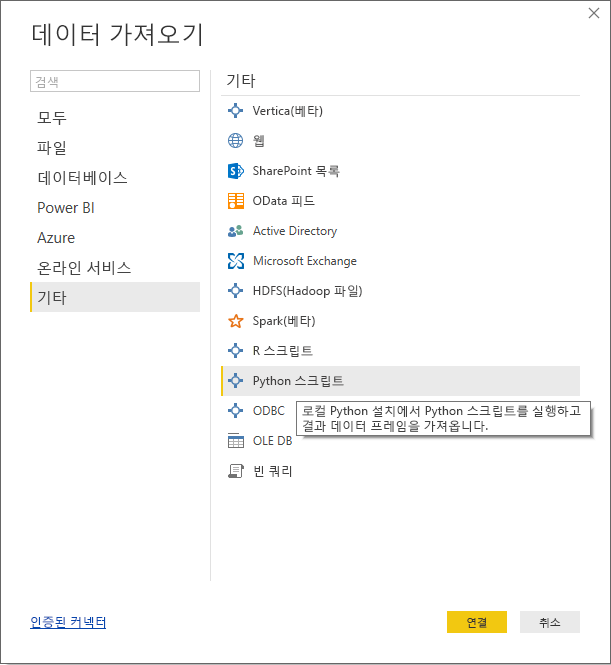 데이터 가져오기
검색
모두
파일
데이터베이스
Power BI
Azure
온라인 서비스
기타
기타
Vertica(베타)
웹
SharePoint 목록
OData 피드
Active Directory
Microsoft Exchange
HDFS(Hadoop 파일)
Spark(베타)
R 스크립트
Python 스크립트
ODBC
로컬 Python 설치에서 Python 스크립트를 실행하고
결과 데이터 프레임을 가져옵니다.
OLE DB
빈 쿼리
인증된 커넥터
연결
취소